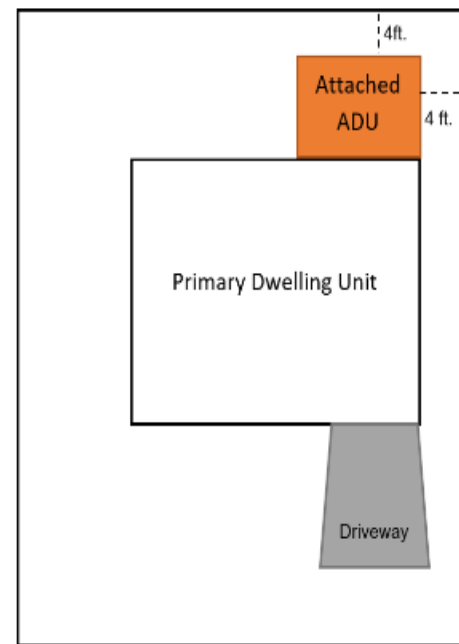 4ft.
Attached
ADU
4 ft.
Primary Dwelling Unit
Driveway